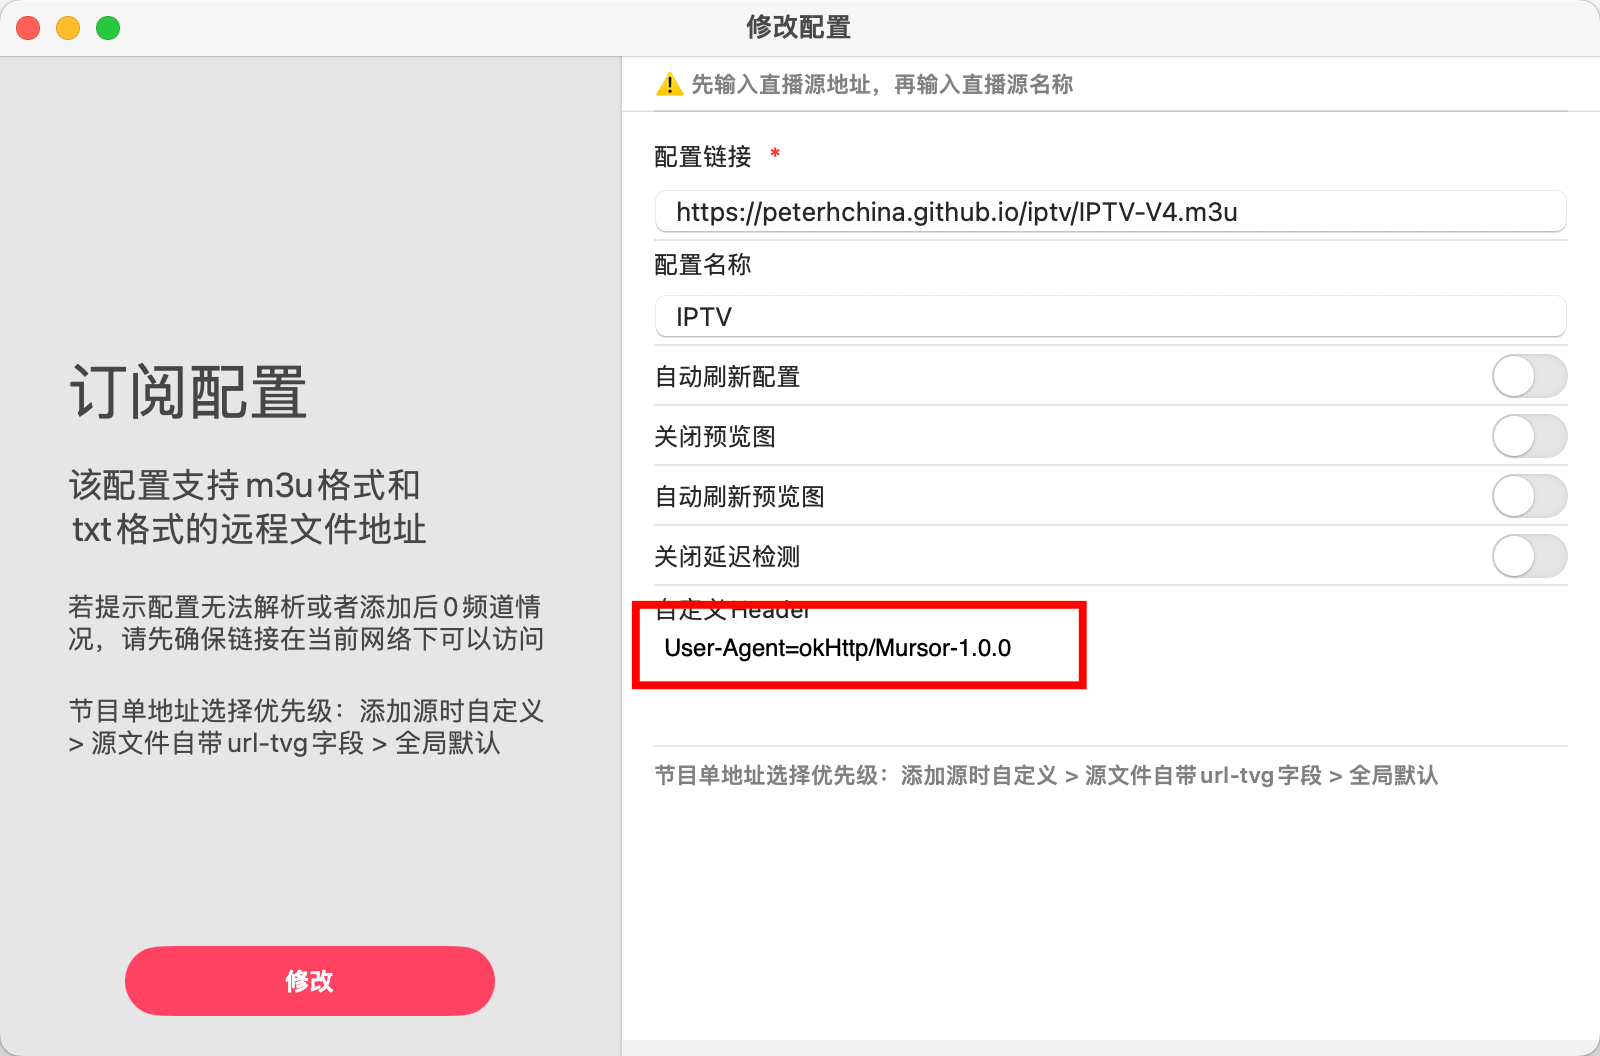 修改配置
先输入直播源地址，再输入直播源名称
配置链接 *
https://peterhchina.github.io/iptv/IPTV-V4.m3u
配置名称
IPTV
自动刷新配置
关闭预览图
自动刷新预览图
关闭延迟检测
自定义Header
User-Agent=okHttp/Mursor-1.0.0
节目单地址选择优先级：添加源时自定义 > 源文件自带url-tvg字段 > 全局默认
订阅配置
该配置支持m3u格式和
txt格式的远程文件地址
若提示配置无法解析或者添加后0频道情
况，请先确保链接在当前网络下可以访问
节目单地址选择优先级：添加源时自定义
> 源文件自带url-tvg字段 > 全局默认
修改